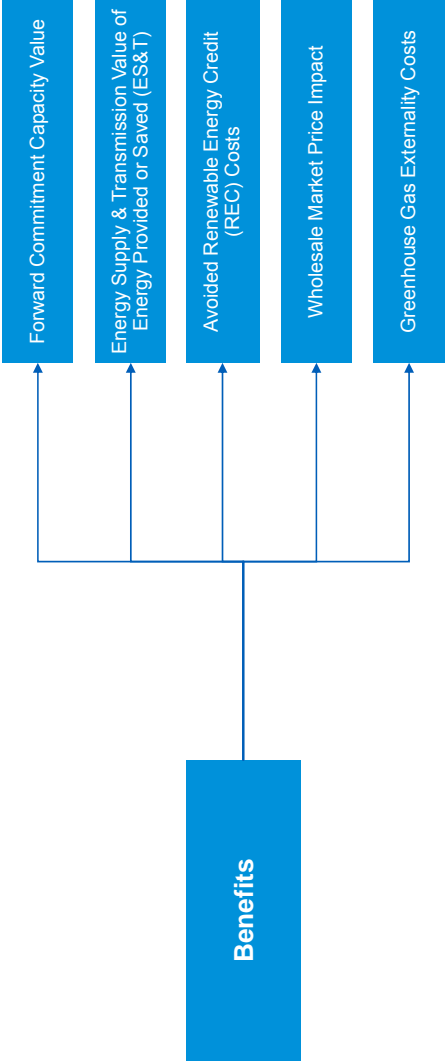 Benefits
Forward Commitment Capacity Value
Energy Supply & Transmission Value of
Energy Provided or Saved (ES&T)
Avoided Renewable Energy Credit
(REC) Costs
Wholesale Market Price Impact
Greenhouse Gas Externality Costs